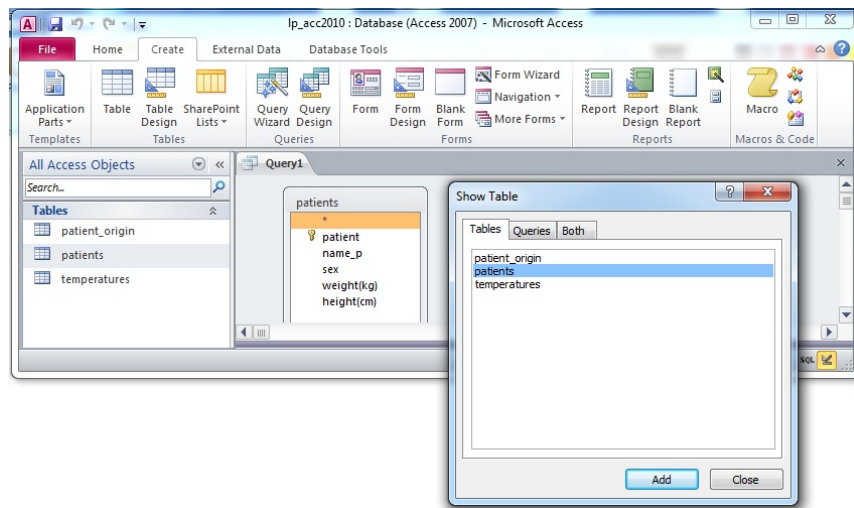 A
lp_acc2010 : Database (Access 2007) - Microsoft Access
File Home Create External Data Database Tools
Application Parts
Table
Table Design
SharePoint Lists
Query Wizard
Query Design
Form
Form Design
Blank Form
Form Wizard
Navigation
More Forms
Report
Report Design
Blank Report
Macro
Templates Tables Queries Forms Reports Macros & Code
All Access Objects
Search...
Tables
patient_origin
patients
temperatures
Query1
patients
*
patient
name_p
sex
weight(kg)
height(cm)
Show Table
Tables Queries Both
patient_origin
patients
temperatures
Add Close
SQL